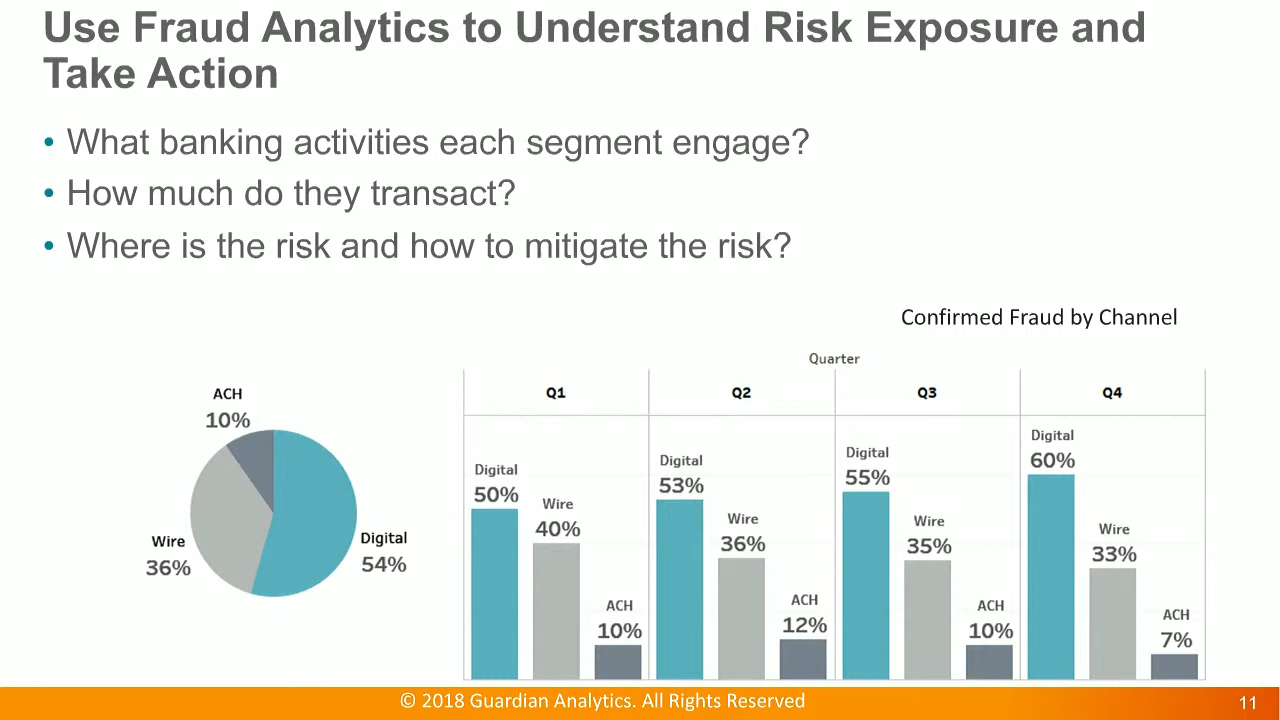 Use Fraud Analytics to Understand Risk Exposure and
Take Action
• What banking activities each segment engage?
• How much do they transact?
• Where is the risk and how to mitigate the risk?
Confirmed Fraud by Channel
ACH
10%
Wire
36%
Digital
54%
Quarter
Q1
Q2
Q3
Q4
Digital
50%
Wire
40%
ACH
10%
Digital
53%
Wire
36%
ACH
12%
Digital
55%
Wire
35%
ACH
10%
Digital
60%
Wire
33%
ACH
7%
© 2018 Guardian Analytics. All Rights Reserved
11